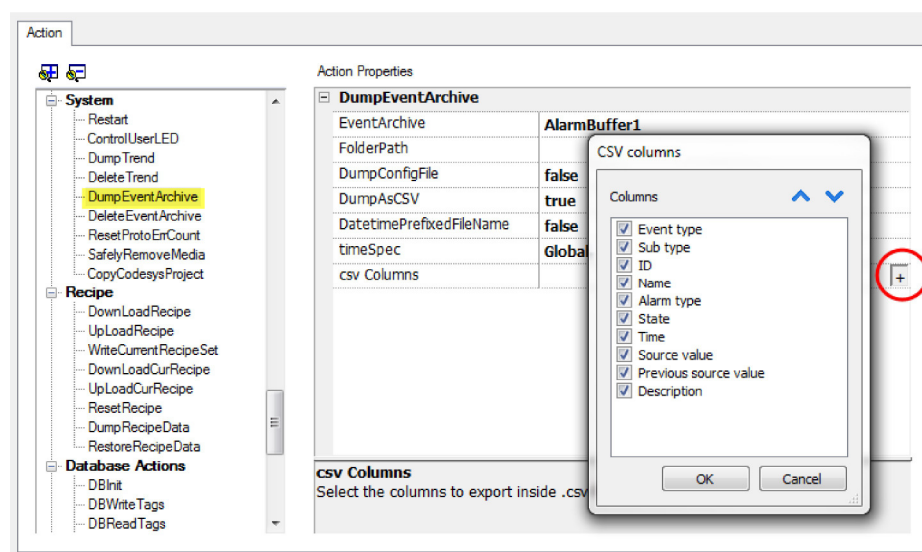 Action
Action Properties
System
Restart
ControlUserLED
DumpTrend
DeleteTrend
DumpEventArchive
DeleteEventArchive
ResetProtoErrCount
SafelyRemoveMedia
CopyCodesysProject
Recipe
DownLoadRecipe
UpLoadRecipe
WriteCurrentRecipeSet
DownLoadCurRecipe
UpLoadCurRecipe
ResetRecipe
DumpRecipeData
RestoreRecipeData
Database Actions
DBInit
DBWriteTags
DBReadTags
DumpEventArchive
EventArchive AlarmBuffer1
FolderPath
DumpConfigFile false
DumpAsCSV true
DatetimePrefixedFileName false
timeSpec Global
csv Columns +
csv Columns
Select the columns to export inside .csv
CSV columns
Columns
Event type
Sub type
ID
Name
Alarm type
State
Time
Source value
Previous source value
Description
OK Cancel